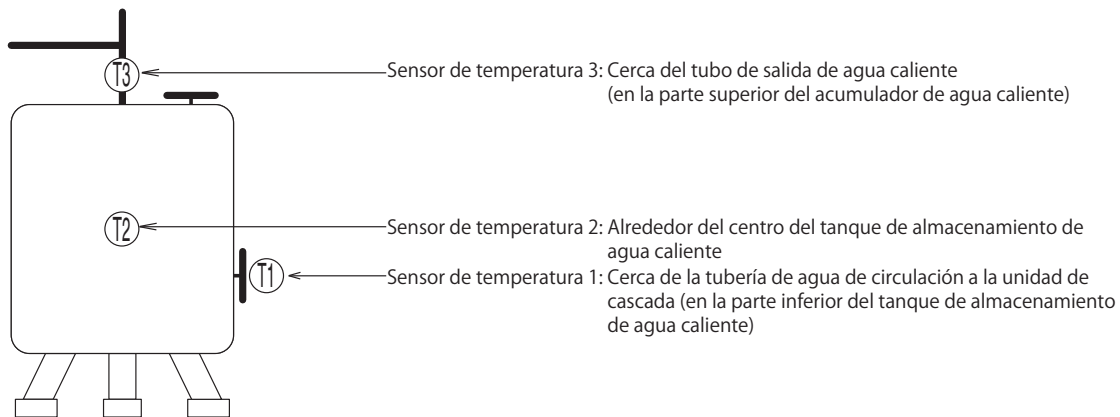 T3
Sensor de temperatura 3: Cerca del tubo de salida de agua caliente
(en la parte superior del acumulador de agua caliente)
T2
Sensor de temperatura 2: Alrededor del centro del tanque de almacenamiento de
agua caliente
T1
Sensor de temperatura 1: Cerca de la tubería de agua de circulación a la unidad de
cascada (en la parte inferior del tanque de almacenamiento
de agua caliente)